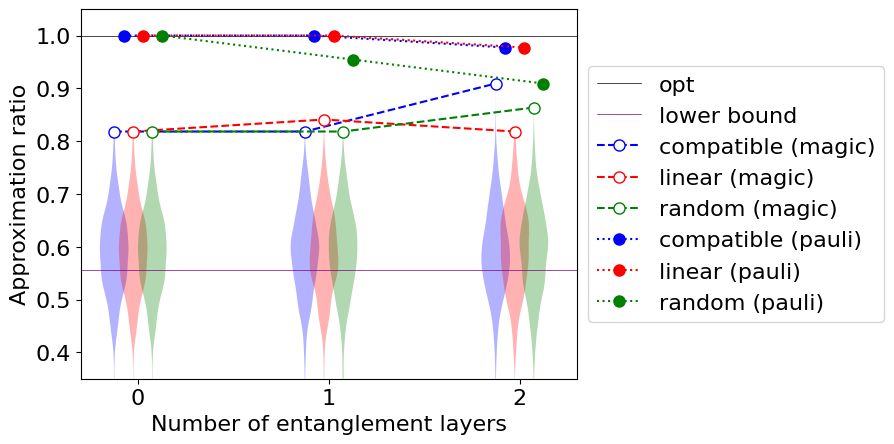 Approximation ratio
1.0
0.9
0.8
0.7
0.6
0.5
0.4
0
1
2
Number of entanglement layers
opt
lower bound
compatible (magic)
linear (magic)
random (magic)
compatible (pauli)
linear (pauli)
random (pauli)